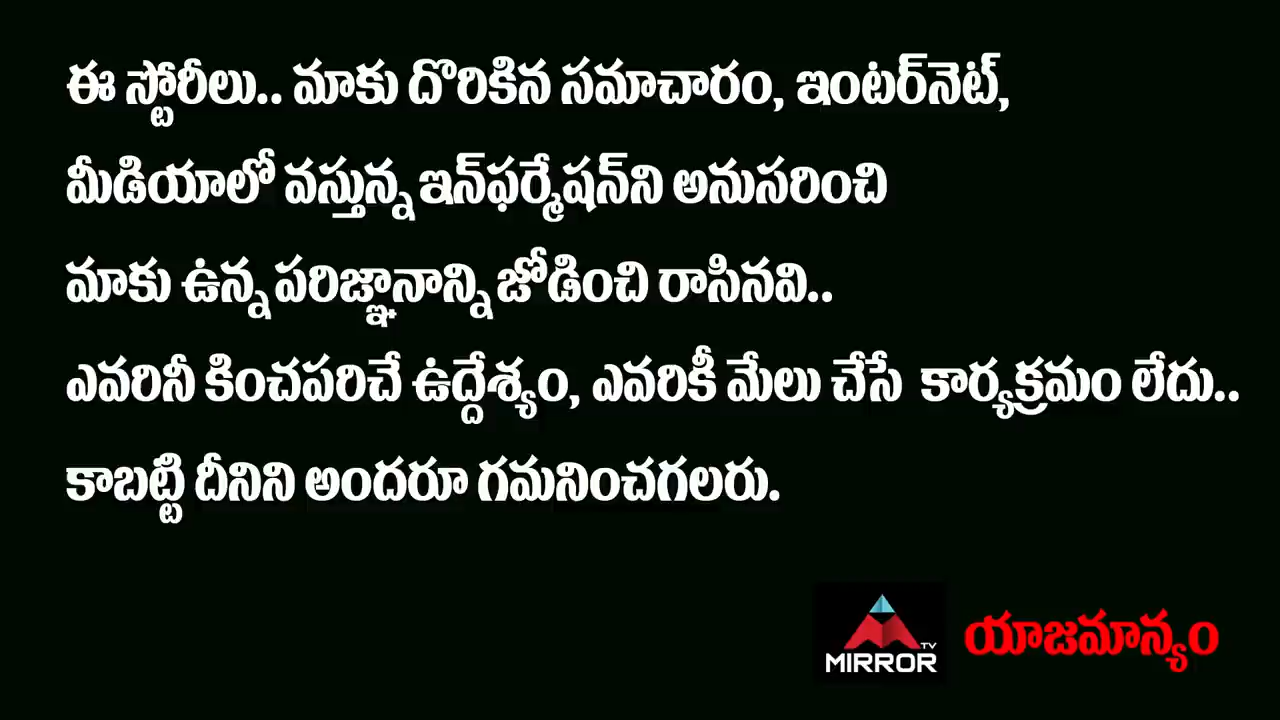 ఈ స్టోరీలు.. మాకు దొరికిన సమాచారం, ఇంటర్‌నెట్,
మీడియాలో వస్తున్న ఇన్‌ఫర్మేషన్‌ని అనుసరించి
మాకు ఉన్న పరిజ్ఞానాన్ని జోడించి రాసినవి..
ఎవరినీ కించపరిచే ఉద్దేశ్యం, ఎవరికీ మేలు చేసే కార్యక్రమం లేదు..
కాబట్టి దీనిని అందరూ గమనించగలరు.
TV
MIRROR
యాజమాన్యం